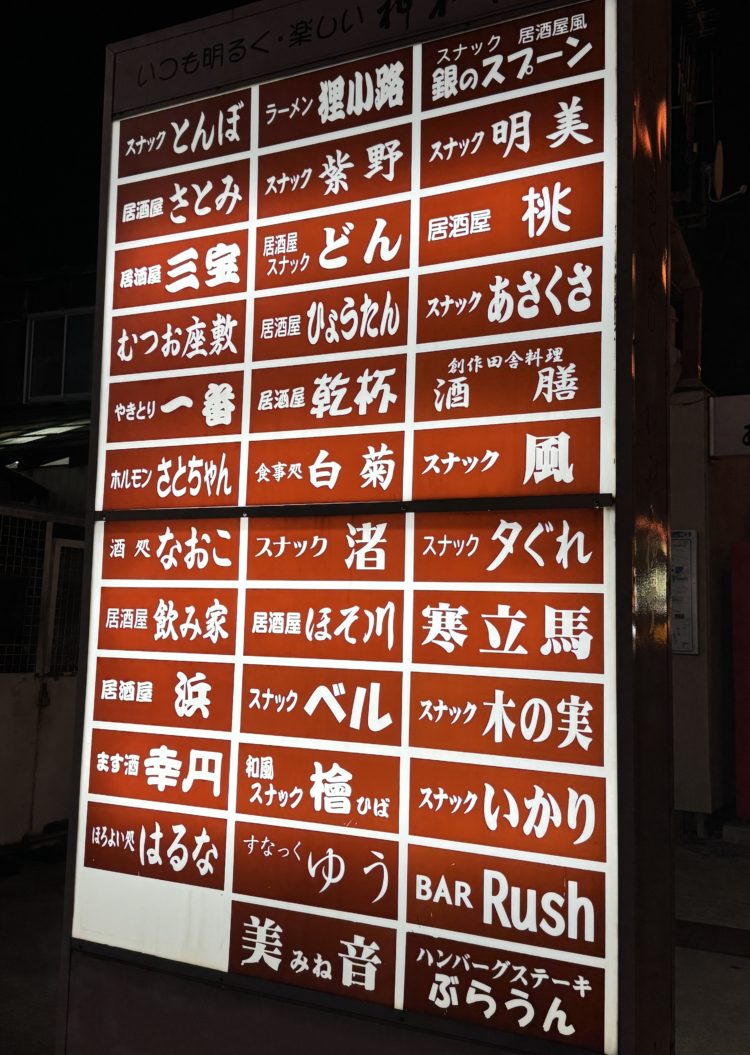 いつも明るく・楽しい
スナック とんぼ
居酒屋 さとみ
居酒屋 三宝
むつお座敷
やきとり 一番
ホルモン さとちゃん
酒処 なおこ
居酒屋 飲み家
居酒屋 浜
ます酒 幸円
ほろよい処 はるな
ラーメン 狸小路
スナック 紫野
居酒屋
スナック どん
居酒屋 ひょうたん
居酒屋 乾杯
食事処 白菊
スナック 渚
居酒屋 ほそ川
スナック ベル
和風
スナック 檜 ひば
すなっく ゆう
美みね音
スナック 居酒屋風
銀のスプーン
スナック 明美
居酒屋 桃
スナック あさくさ
創作田舎料理
酒膳
スナック 風
スナック 夕ぐれ
寒立馬
スナック 木の実
スナック いかり
BAR Rush
ハンバーグステーキ
ぶらうん